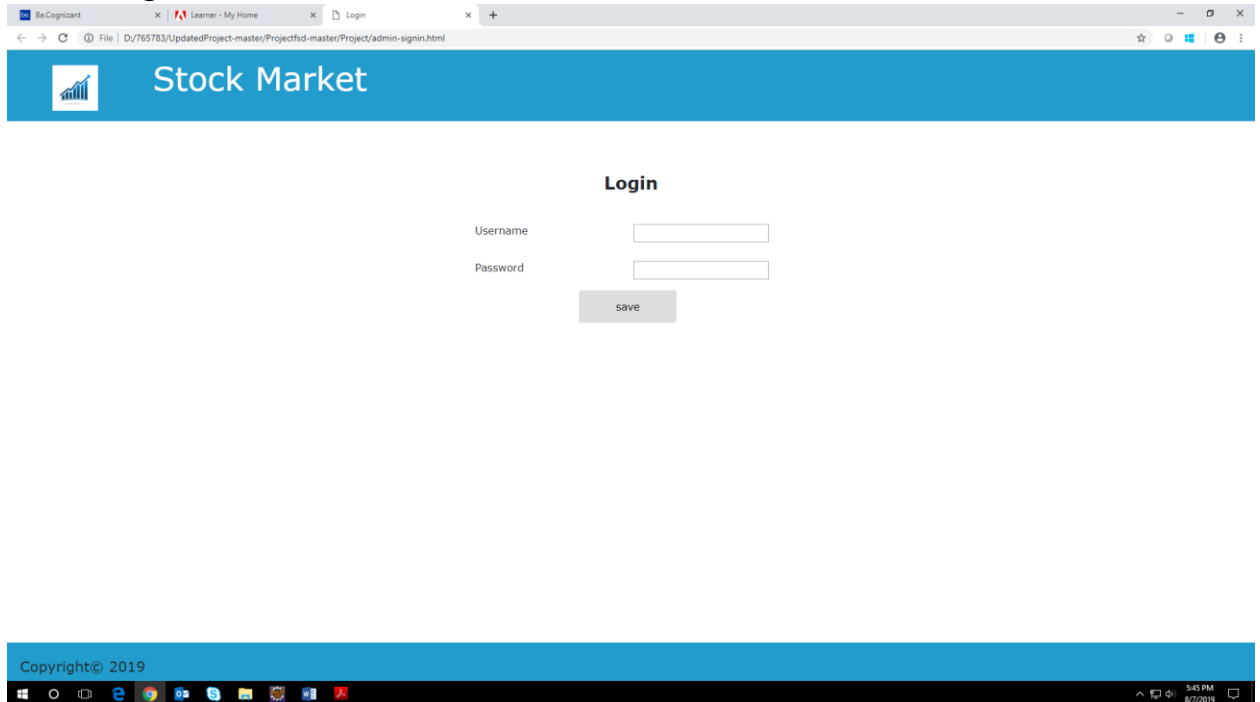 Be.Cognizant Learner - My Home Login
File D:/765783/UpdatedProject-master/Projectfsd-master/Project/admin-signin.html
Stock Market
Login
Username
Password
save
Copyright© 2019
5:45 PM
8/7/2019